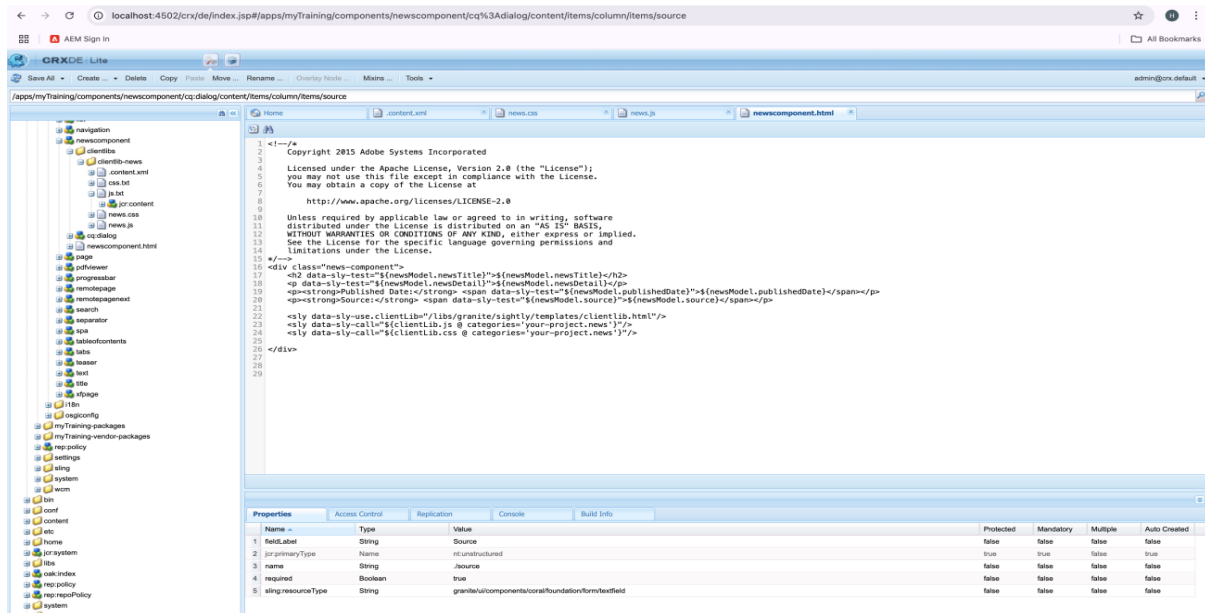 localhost:4502/crx/de/index.jsp#/apps/myTraining/components/newscomponent/cq%3Adialog/content/items/column/items/source
H
AEM Sign In
All Bookmarks
CRXDE Lite
Save All Create ... Delete Copy Paste Move ... Rename ... Overlay Node ... Mixins ... Tools
admin@crx.default
/apps/myTraining/components/newscomponent/cq:dialog/content/items/column/items/source
navigation
newscomponent
clientlibs
clientlib-news
.content.xml
css.txt
js.txt
jcr:content
news.css
news.js
cq:dialog
newscomponent.html
page
pdfviewer
progressbar
remotepage
remotepagenext
search
separator
spa
tableofcontents
tabs
teaser
text
title
xfpage
i18n
osgiconfig
myTraining-packages
myTraining-vendor-packages
rep:policy
settings
sling
system
wcm
bin
conf
content
etc
home
jcr:system
libs
oak:index
rep:policy
rep:repoPolicy
system
Home .content.xml news.css news.js newscomponent.html
1 <!--/*
2 Copyright 2015 Adobe Systems Incorporated
3
4 Licensed under the Apache License, Version 2.0 (the "License");
5 you may not use this file except in compliance with the License.
6 You may obtain a copy of the License at
7
8 http://www.apache.org/licenses/LICENSE-2.0
9
10 Unless required by applicable law or agreed to in writing, software
11 distributed under the License is distributed on an "AS IS" BASIS,
12 WITHOUT WARRANTIES OR CONDITIONS OF ANY KIND, either express or implied.
13 See the License for the specific language governing permissions and
14 limitations under the License.
15 */-->
16 <div class="news-component">
17 <h2 data-sly-test="${newsModel.newsTitle}">${newsModel.newsTitle}</h2>
18 <p data-sly-test="${newsModel.newsDetail}">${newsModel.newsDetail}</p>
19 <p><strong>Published Date:</strong> <span data-sly-test="${newsModel.publishedDate}">${newsModel.publishedDate}</span></p>
20 <p><strong>Source:</strong> <span data-sly-test="${newsModel.source}">${newsModel.source}</span></p>
21
22 <sly data-sly-use.clientLib="/libs/granite/sightly/templates/clientlib.html"/>
23 <sly data-sly-call="${clientLib.js @ categories='your-project.news'}"/>
24 <sly data-sly-call="${clientLib.css @ categories='your-project.news'}"/>
25
26 </div>
27
28
29
Properties Access Control Replication Console Build Info
Name Type Value Protected Mandatory Multiple Auto Created
1 fieldLabel String Source false false false false
2 jcr:primaryType Name nt:unstructured true true false true
3 name String ./source false false false false
4 required Boolean true false false false false
5 sling:resourceType String granite/ui/components/coral/foundation/form/textfield false false false false